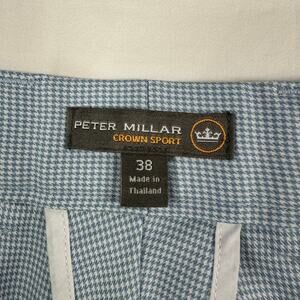 PETER MILLAR
CROWN SPORT
38
Made in
Thailand